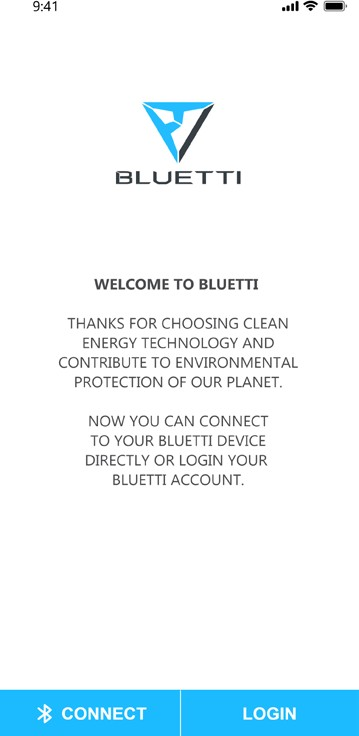 9:41
BLUETTI
WELCOME TO BLUETTI
THANKS FOR CHOOSING CLEAN
ENERGY TECHNOLOGY AND
CONTRIBUTE TO ENVIRONMENTAL
PROTECTION OF OUR PLANET.
NOW YOU CAN CONNECT
TO YOUR BLUETTI DEVICE
DIRECTLY OR LOGIN YOUR
BLUETTI ACCOUNT.
CONNECT LOGIN